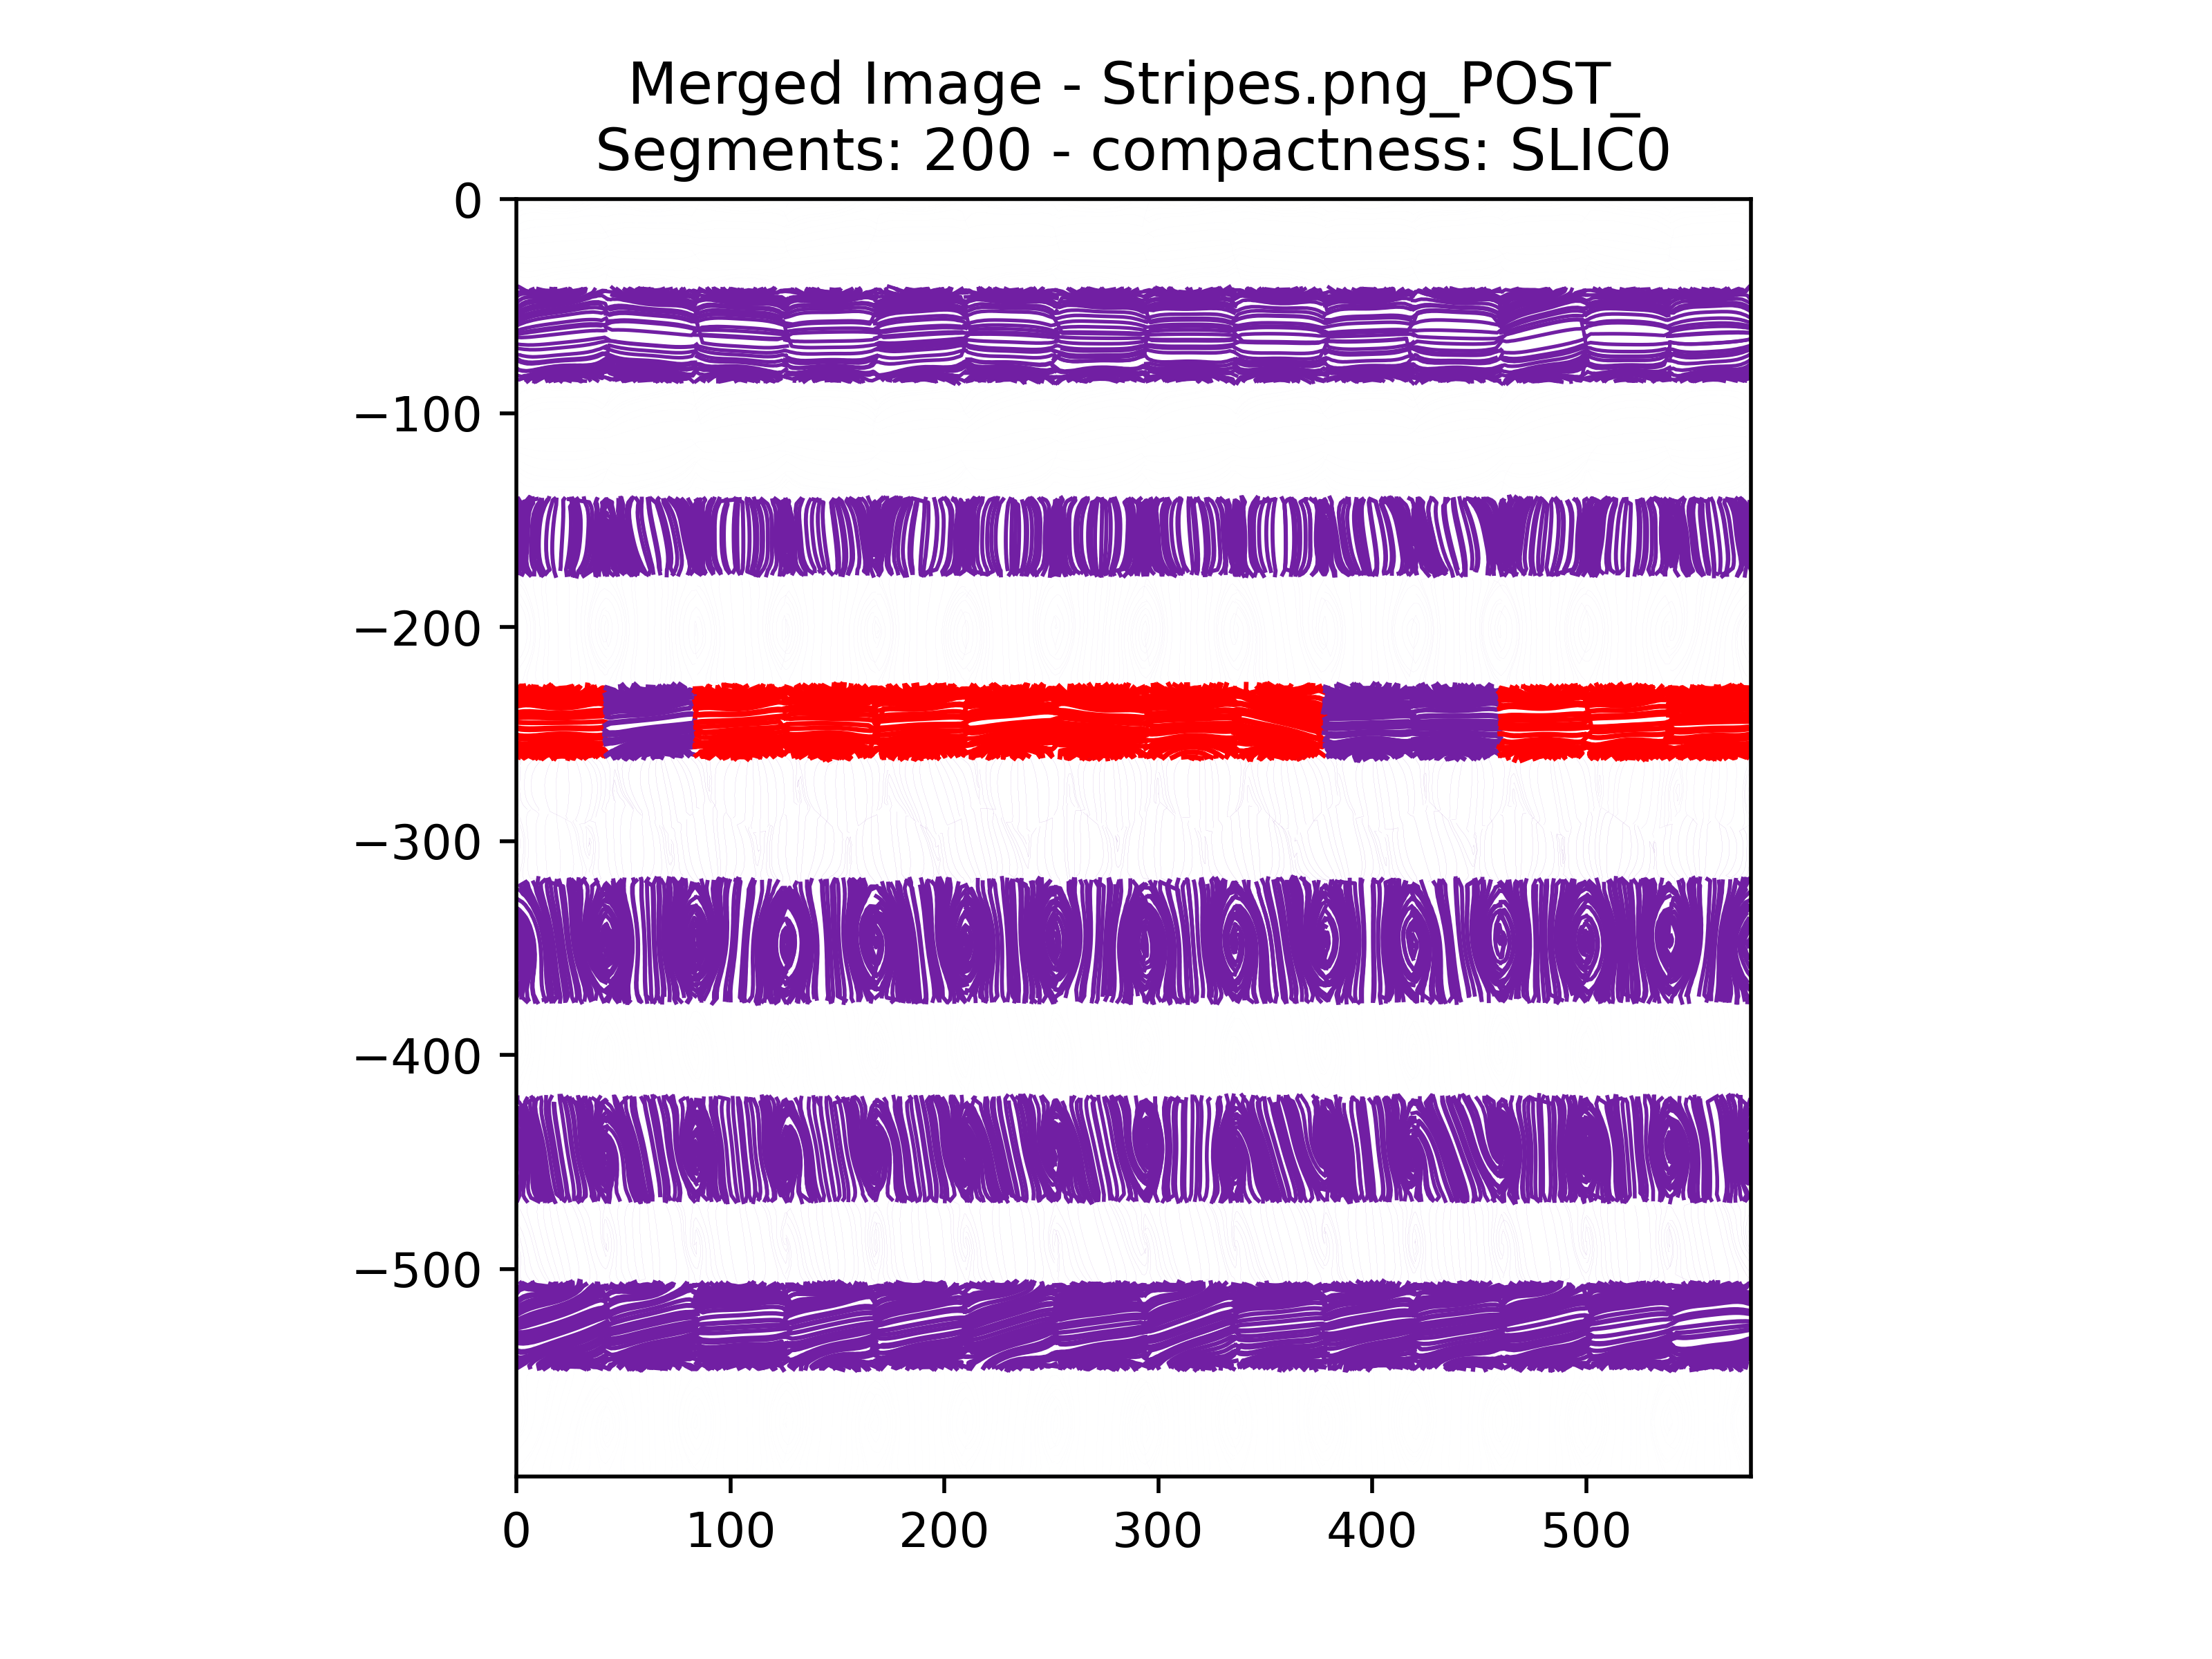 Merged Image - Stripes.png_POST_
Segments: 200 - compactness: SLIC0
0
−100
−200
−300
−400
−500
0 100 200 300 400 500